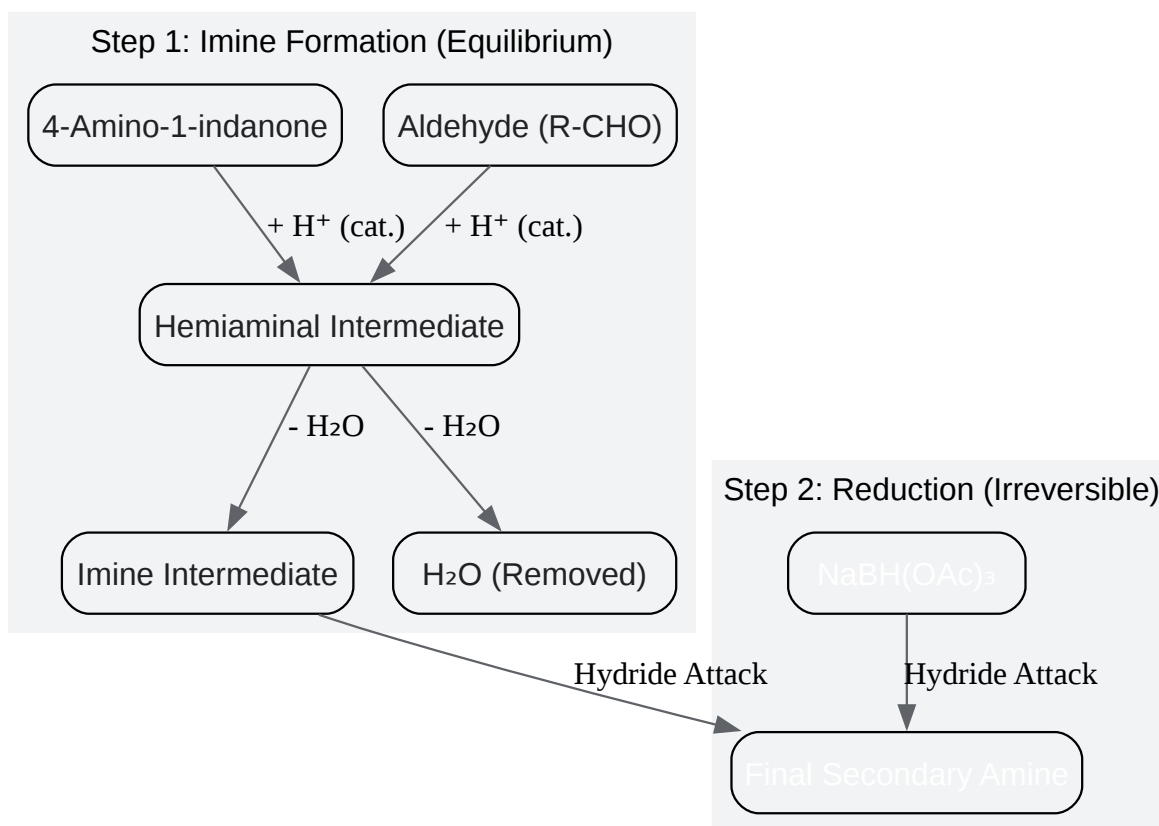 Step 1: Imine Formation (Equilibrium)
4-Amino-1-indanone
Aldehyde (R-CHO)
+ H⁺ (cat.)
+ H⁺ (cat.)
Hemiaminal Intermediate
- H₂O
- H₂O
Imine Intermediate
H₂O (Removed)
Step 2: Reduction (Irreversible)
NaBH(OAc)₃
Hydride Attack
Hydride Attack
Final Secondary Amine